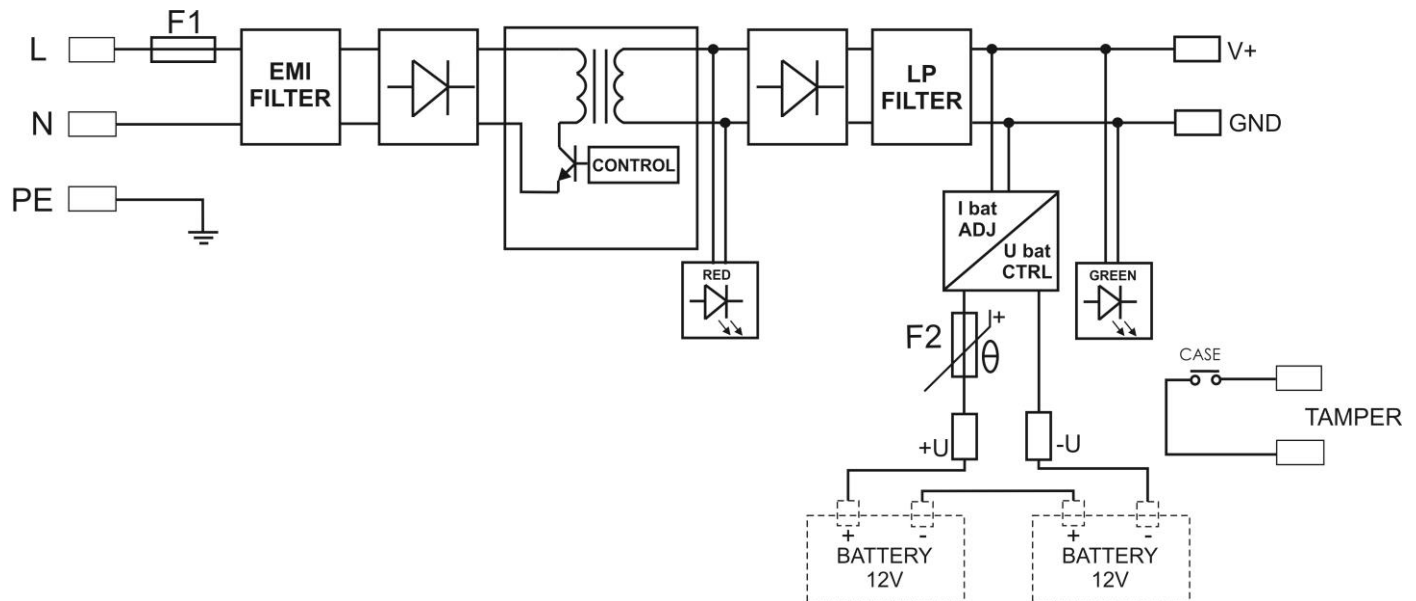 F1
L
EMI
FILTER
LP
FILTER
V+
N
GND
CONTROL
PE
I bat
ADJ
U bat
CTRL
RED
GREEN
F2
I+
θ
CASE
TAMPER
+U
-U
+ -
BATTERY
12V
+ -
BATTERY
12V